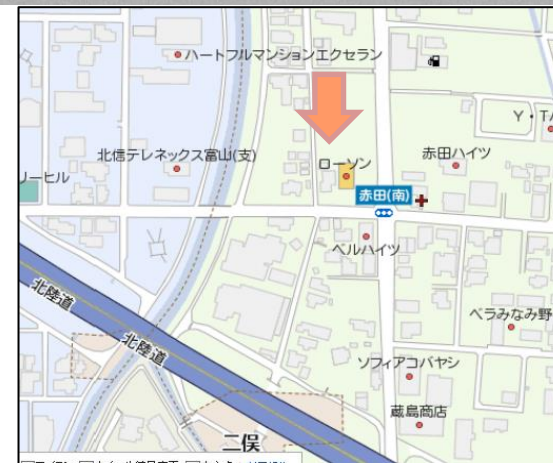 ハートフルマンションエクセラン
Y・T
北信テレネックス富山(支)
ローソン
赤田ハイツ
リーヒル
赤田(南)
ベルハイツ
北陸道
北陸道
ベラみなみ野
ソフィアコバヤシ
蔵島商店
二俣